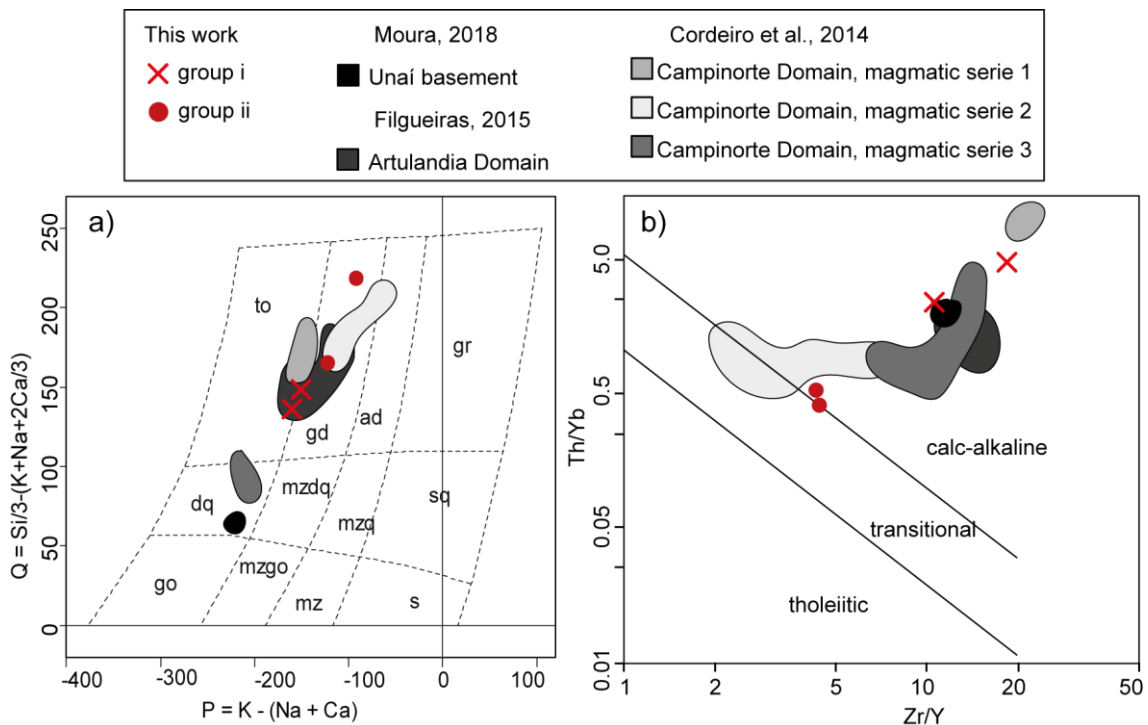 This work
group i
group ii
Moura, 2018
Unaí basement
Filgueiras, 2015
Artulandia Domain
Cordeiro et al., 2014
Campinorte Domain, magmatic serie 1
Campinorte Domain, magmatic serie 2
Campinorte Domain, magmatic serie 3
a)
Q = Si/3-(K+Na+2Ca/3)
250
200
150
100
50
0
to
gd
ad
gr
dq
mzdq
mzq
sq
go
mzgo
mz
s
-400
-300
-200
-100
0
100
P = K - (Na + Ca)
b)
Th/Yb
5.0
0.5
0.05
0.01
calc-alkaline
transitional
tholeiitic
1
2
5
10
20
50
Zr/Y